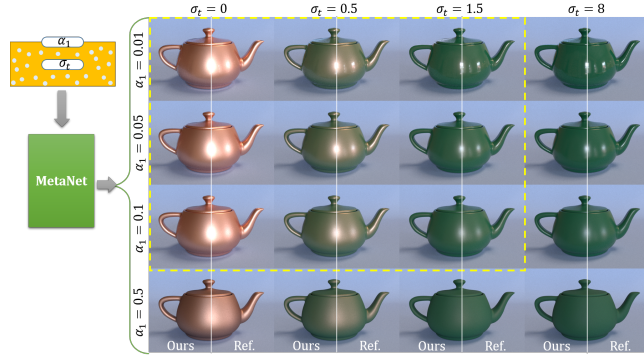 σt = 0 σt = 0.5 σt = 1.5 σt = 8
α1
σt
MetaNet
α1 = 0.01
α1 = 0.05
α1 = 0.1
α1 = 0.5
Ours Ref. Ours Ref. Ours Ref. Ours Ref.